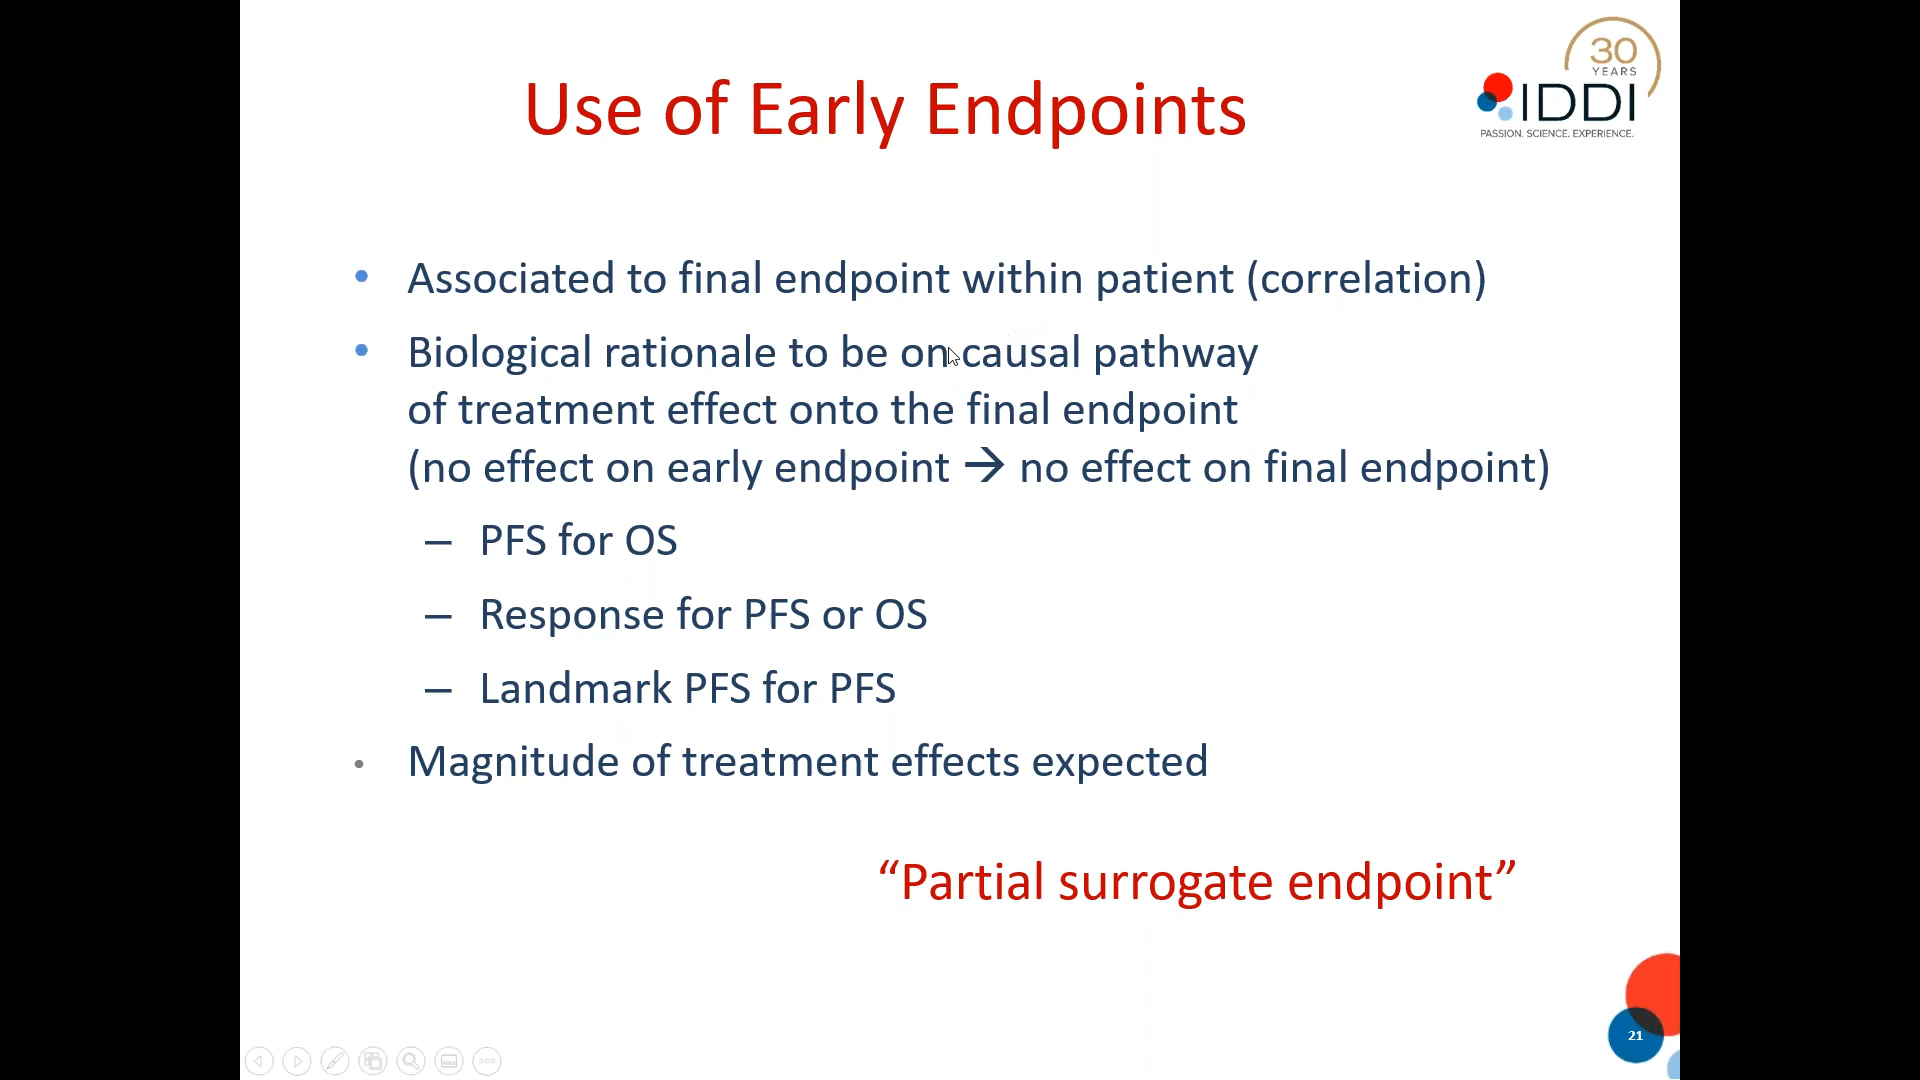 Use of Early Endpoints
30
YEARS
IDDI
PASSION. SCIENCE. EXPERIENCE.
• Associated to final endpoint within patient (correlation)
• Biological rationale to be on causal pathway
of treatment effect onto the final endpoint
(no effect on early endpoint → no effect on final endpoint)
– PFS for OS
– Response for PFS or OS
– Landmark PFS for PFS
• Magnitude of treatment effects expected
“Partial surrogate endpoint”
21